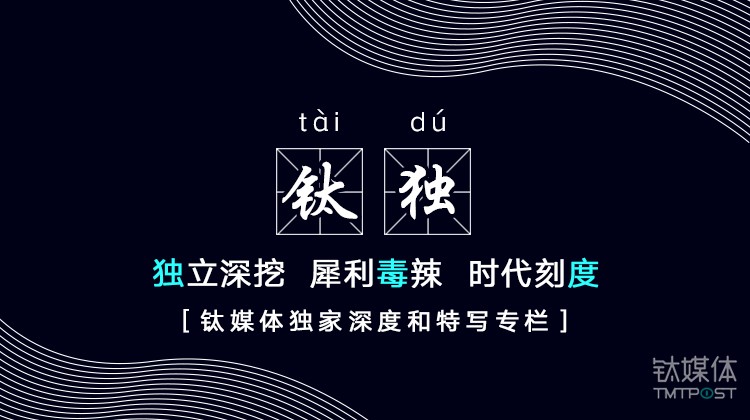 tài dú
钛 独
独立深挖 犀利毒辣 时代刻度
[ 钛媒体独家深度和特写专栏 ]
钛媒体
TMTPOST